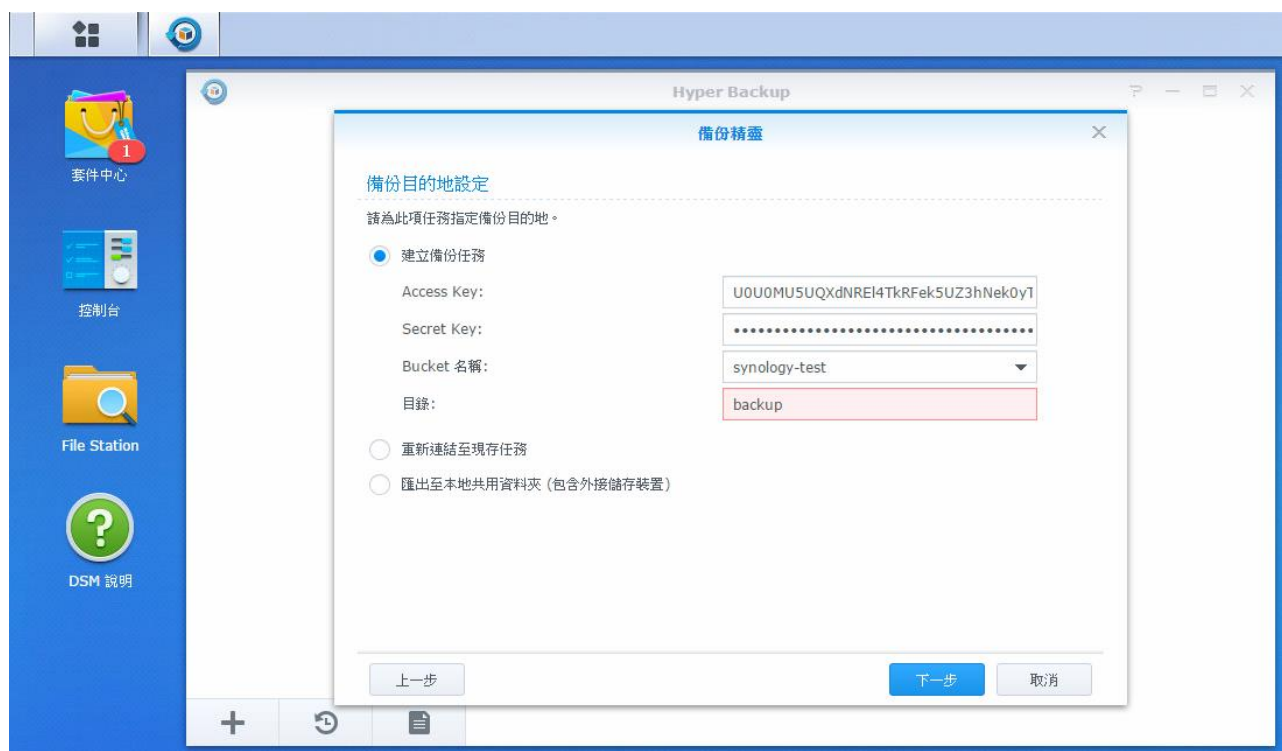 Hyper Backup
備份精靈
1
套件中心
備份目的地設定
請為此項任務指定備份目的地。
建立備份任務
Access Key: U0U0MU5UQXdNREl4TkRFek5UZ3hNek0yT
Secret Key: ••••••••••••••••••••••••••••••••••••
控制台
Bucket 名稱: synology-test
目錄: backup
File Station
重新連結至現存任務
匯出至本地共用資料夾 (包含外接儲存裝置)
DSM 說明
上一步 下一步 取消